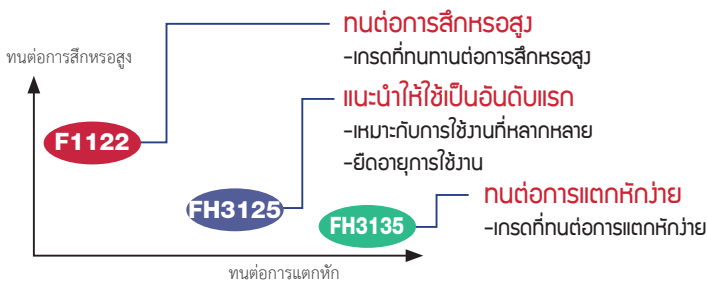 ทนต่อการสึกหรอสูง
-เกรดที่ทนทานต่อการสึกหรอสูง
ทนต่อการสึกหรอสูง
แนะนำให้ใช้เป็นอันดับแรก
-เหมาะกับการใช้งานที่หลากหลาย
-ยืดอายุการใช้งาน
F1122
FH3125
FH3135
ทนต่อการแตกหักง่าย
-เกรดที่ทนต่อการแตกหักง่าย
ทนต่อการแตกหัก